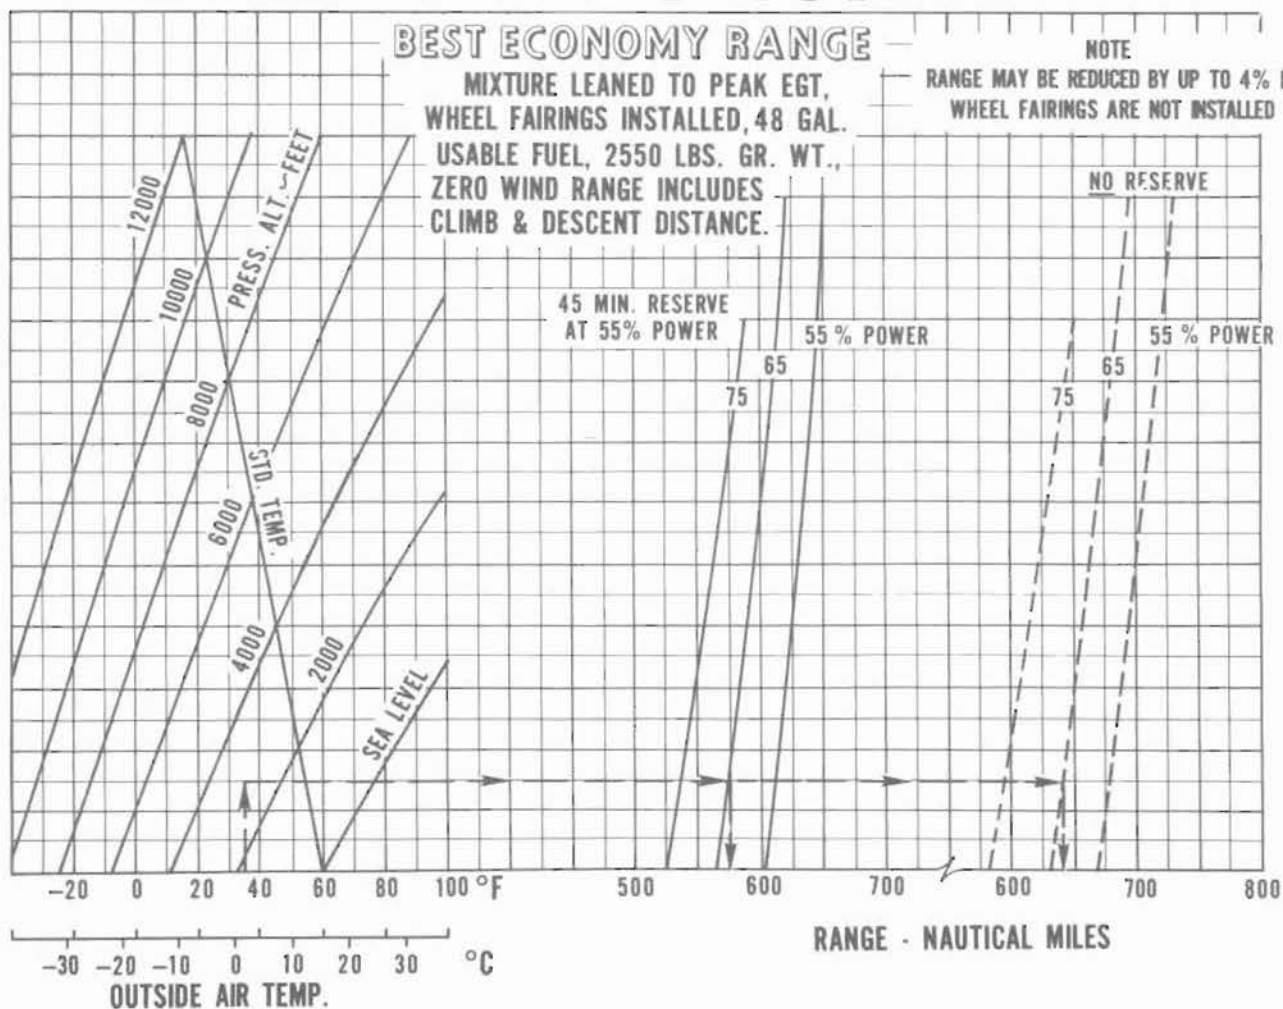 BEST ECONOMY RANGE
MIXTURE LEANED TO PEAK EGT,
WHEEL FAIRINGS INSTALLED, 48 GAL.
USABLE FUEL, 2550 LBS. GR. WT.,
ZERO WIND RANGE INCLUDES
CLIMB & DESCENT DISTANCE.
NOTE
RANGE MAY BE REDUCED BY UP TO 4%
WHEEL FAIRINGS ARE NOT INSTALLED
NO RESERVE
12000
10000
PRESS. ALT. ~FEET
8000
6000
STD. TEMP.
4000
2000
SEA LEVEL
45 MIN. RESERVE
AT 55% POWER
55% POWER
65
75
55% POWER
65
75
-20 0 20 40 60 80 100 °F
500 600 700 600 700 800
-30 -20 -10 0 10 20 30 °C
OUTSIDE AIR TEMP.
RANGE - NAUTICAL MILES